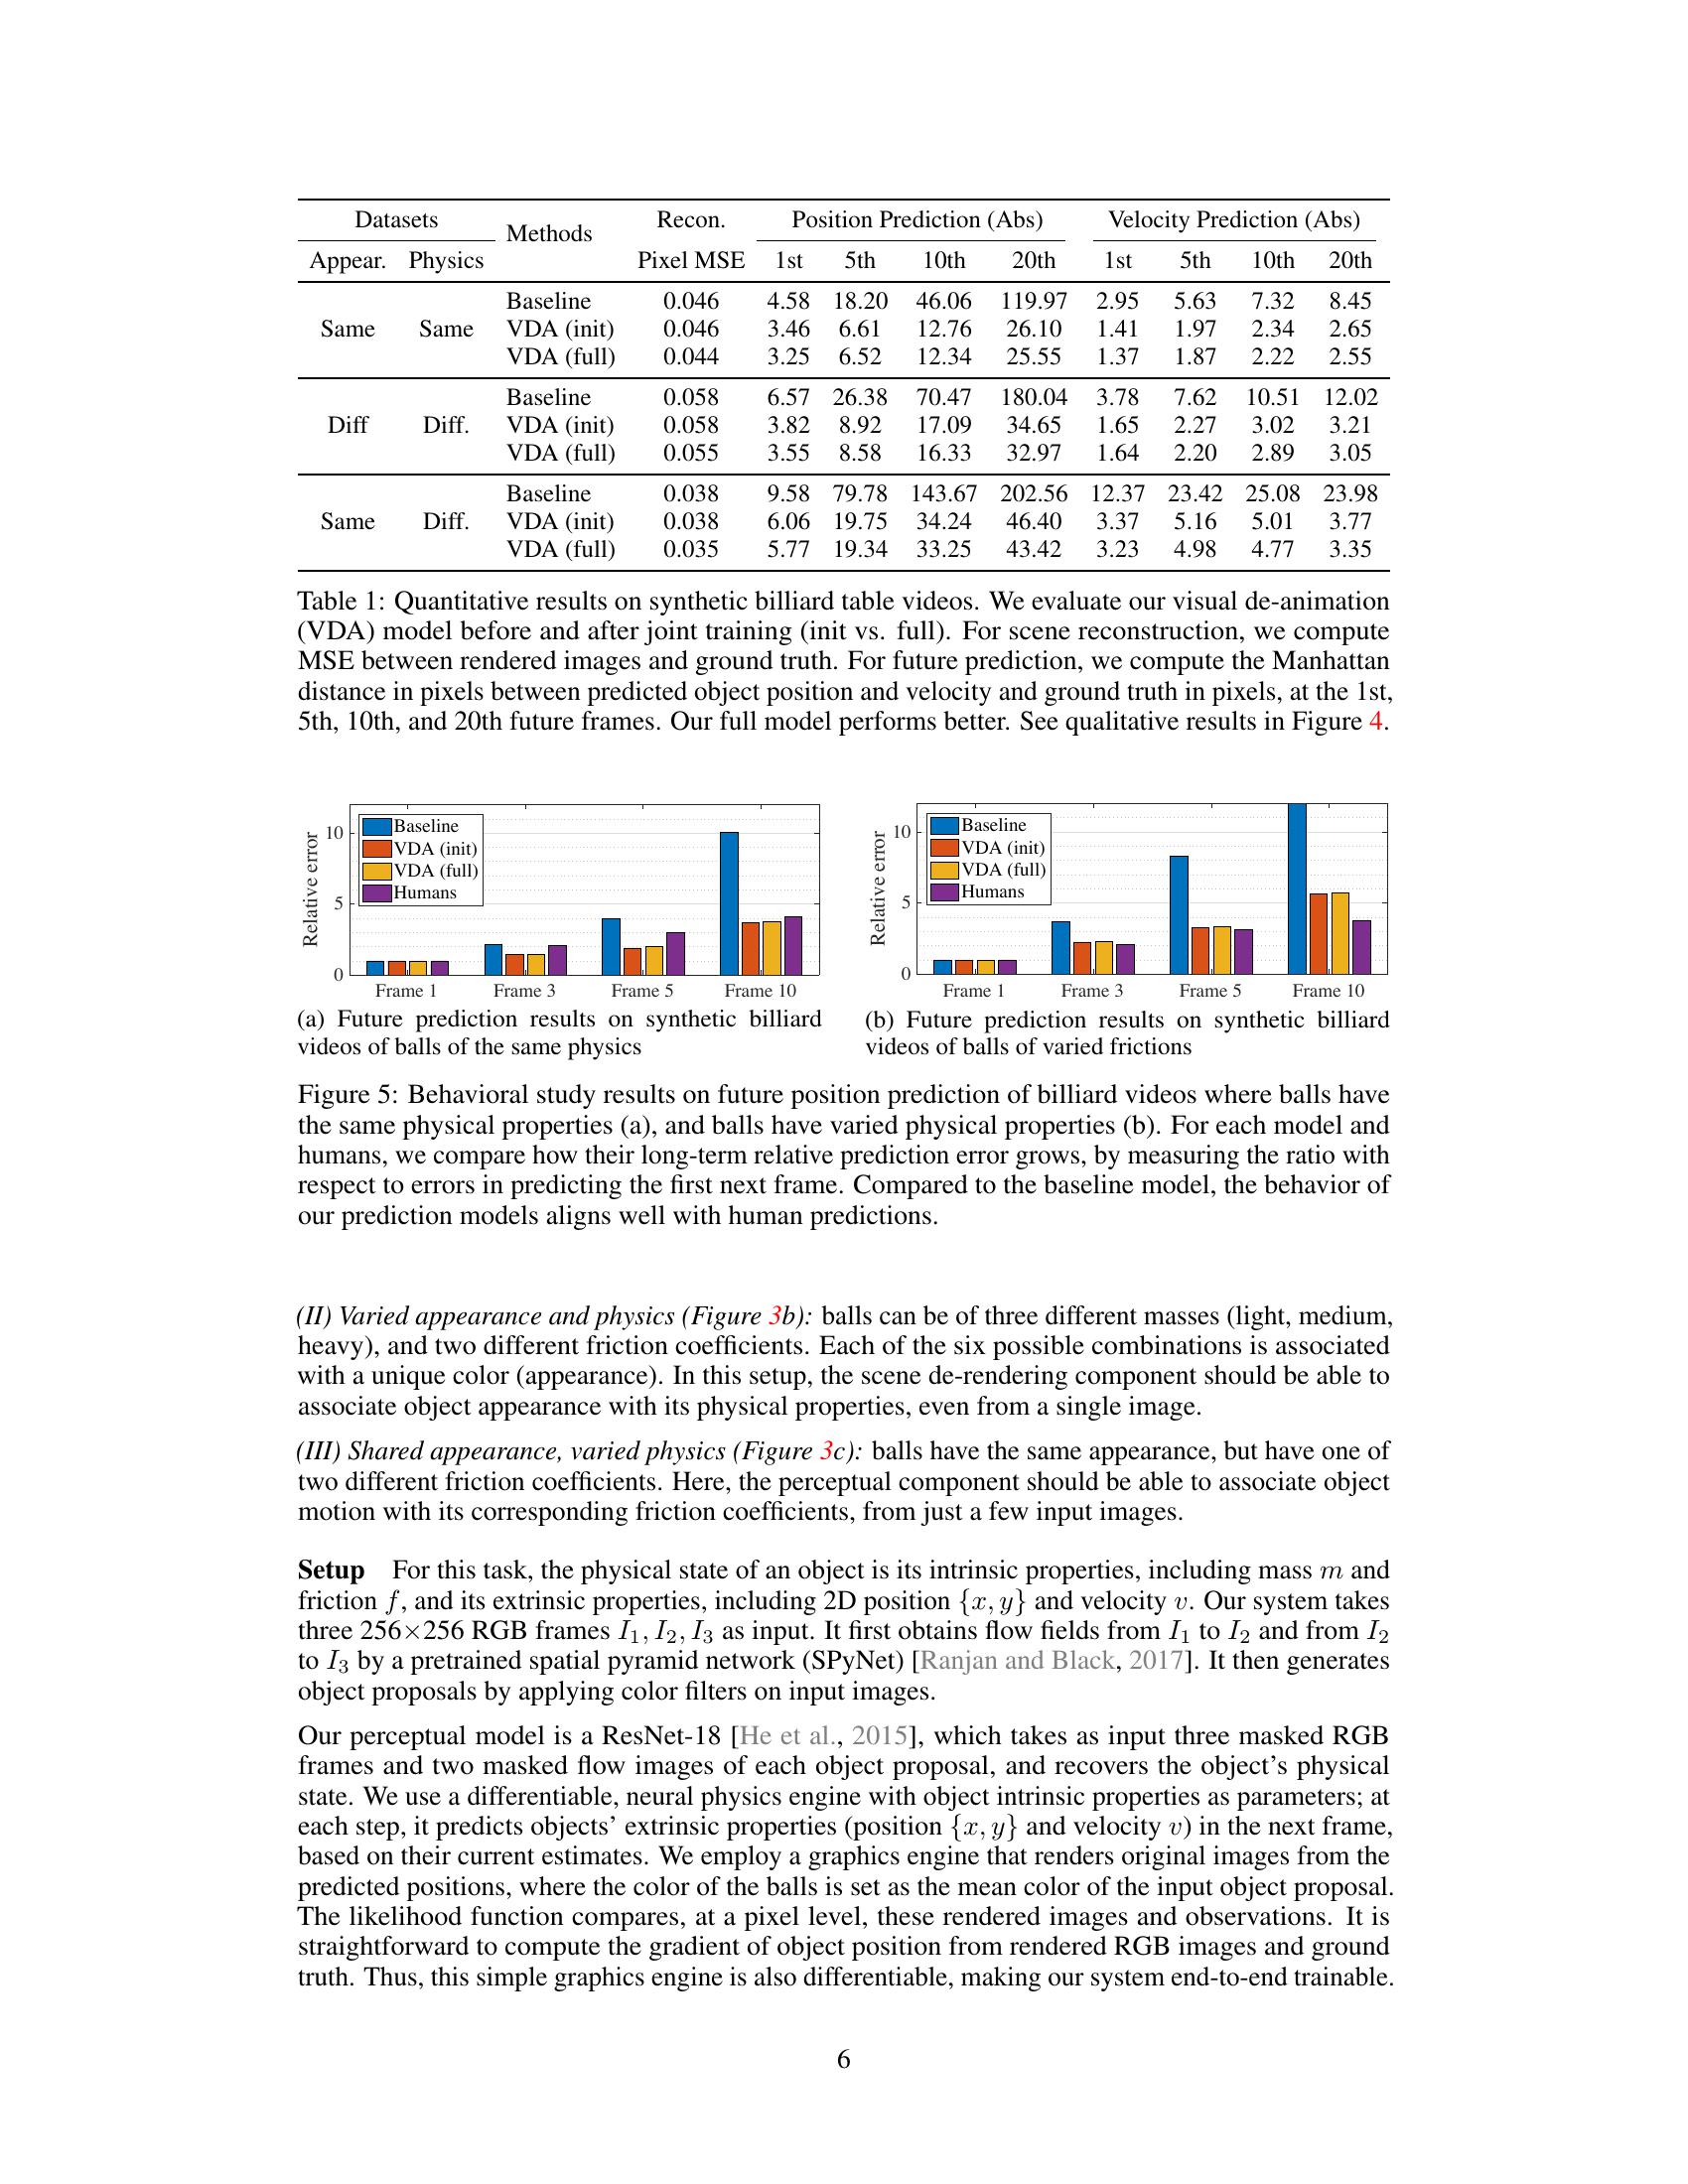 Datasets Methods Recon. Position Prediction (Abs) Velocity Prediction (Abs)
Appear. Physics Pixel MSE 1st 5th 10th 20th 1st 5th 10th 20th
Baseline 0.046 4.58 18.20 46.06 119.97 2.95 5.63 7.32 8.45
Same Same VDA (init) 0.046 3.46 6.61 12.76 26.10 1.41 1.97 2.34 2.65
VDA (full) 0.044 3.25 6.52 12.34 25.55 1.37 1.87 2.22 2.55
Baseline 0.058 6.57 26.38 70.47 180.04 3.78 7.62 10.51 12.02
Diff Diff. VDA (init) 0.058 3.82 8.92 17.09 34.65 1.65 2.27 3.02 3.21
VDA (full) 0.055 3.55 8.58 16.33 32.97 1.64 2.20 2.89 3.05
Baseline 0.038 9.58 79.78 143.67 202.56 12.37 23.42 25.08 23.98
Same Diff. VDA (init) 0.038 6.06 19.75 34.24 46.40 3.37 5.16 5.01 3.77
VDA (full) 0.035 5.77 19.34 33.25 43.42 3.23 4.98 4.77 3.35
Table 1: Quantitative results on synthetic billiard table videos. We evaluate our visual de-animation
(VDA) model before and after joint training (init vs. full). For scene reconstruction, we compute
MSE between rendered images and ground truth. For future prediction, we compute the Manhattan
distance in pixels between predicted object position and velocity and ground truth in pixels, at the 1st,
5th, 10th, and 20th future frames. Our full model performs better. See qualitative results in Figure 4.
Relative error
10
5
0
Baseline
VDA (init)
VDA (full)
Humans
Frame 1 Frame 3 Frame 5 Frame 10
(a) Future prediction results on synthetic billiard
videos of balls of the same physics
Relative error
10
5
0
Baseline
VDA (init)
VDA (full)
Humans
Frame 1 Frame 3 Frame 5 Frame 10
(b) Future prediction results on synthetic billiard
videos of balls of varied frictions
Figure 5: Behavioral study results on future position prediction of billiard videos where balls have
the same physical properties (a), and balls have varied physical properties (b). For each model and
humans, we compare how their long-term relative prediction error grows, by measuring the ratio with
respect to errors in predicting the first next frame. Compared to the baseline model, the behavior of
our prediction models aligns well with human predictions.
(II) Varied appearance and physics (Figure 3b): balls can be of three different masses (light, medium,
heavy), and two different friction coefficients. Each of the six possible combinations is associated
with a unique color (appearance). In this setup, the scene de-rendering component should be able to
associate object appearance with its physical properties, even from a single image.
(III) Shared appearance, varied physics (Figure 3c): balls have the same appearance, but have one of
two different friction coefficients. Here, the perceptual component should be able to associate object
motion with its corresponding friction coefficients, from just a few input images.
Setup For this task, the physical state of an object is its intrinsic properties, including mass m and
friction f, and its extrinsic properties, including 2D position {x, y} and velocity v. Our system takes
three 256×256 RGB frames I₁, I₂, I₃ as input. It first obtains flow fields from I₁ to I₂ and from I₂
to I₃ by a pretrained spatial pyramid network (SPyNet) [Ranjan and Black, 2017]. It then generates
object proposals by applying color filters on input images.
Our perceptual model is a ResNet-18 [He et al., 2015], which takes as input three masked RGB
frames and two masked flow images of each object proposal, and recovers the object's physical
state. We use a differentiable, neural physics engine with object intrinsic properties as parameters; at
each step, it predicts objects' extrinsic properties (position {x, y} and velocity v) in the next frame,
based on their current estimates. We employ a graphics engine that renders original images from the
predicted positions, where the color of the balls is set as the mean color of the input object proposal.
The likelihood function compares, at a pixel level, these rendered images and observations. It is
straightforward to compute the gradient of object position from rendered RGB images and ground
truth. Thus, this simple graphics engine is also differentiable, making our system end-to-end trainable.
6